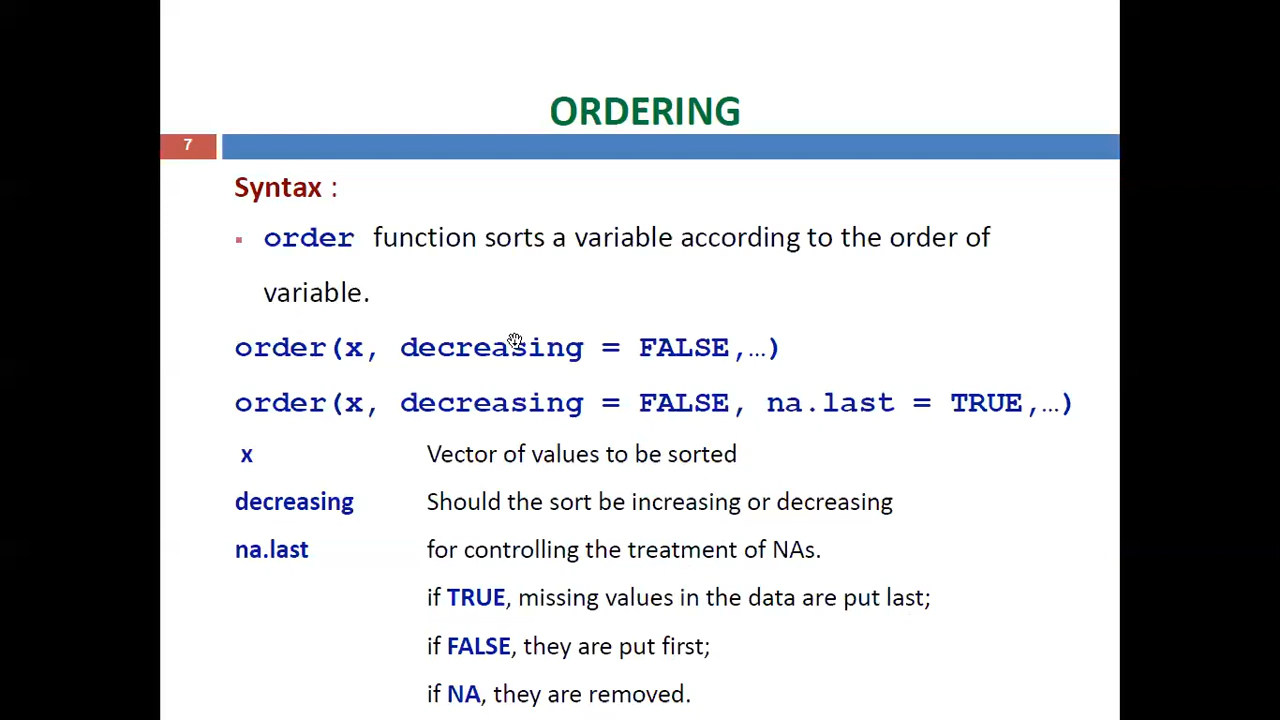 ORDERING
7
Syntax :
▪ order function sorts a variable according to the order of
variable.
order(x, decreasing = FALSE,…)
order(x, decreasing = FALSE, na.last = TRUE,…)
x Vector of values to be sorted
decreasing Should the sort be increasing or decreasing
na.last for controlling the treatment of NAs.
if TRUE, missing values in the data are put last;
if FALSE, they are put first;
if NA, they are removed.